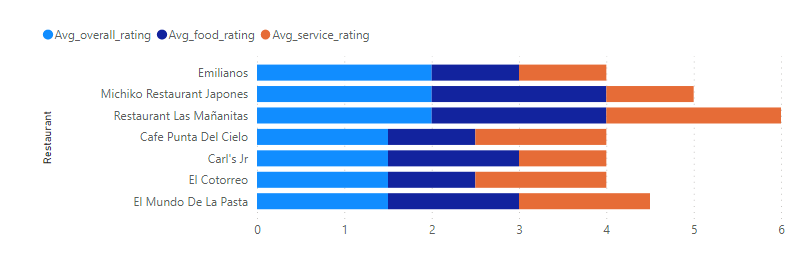 Avg_overall_rating Avg_food_rating Avg_service_rating
Emilianos
Michiko Restaurant Japones
Restaurant Las Mañanitas
Cafe Punta Del Cielo
Carl's Jr
El Cotorreo
El Mundo De La Pasta
Restaurant
0 1 2 3 4 5 6